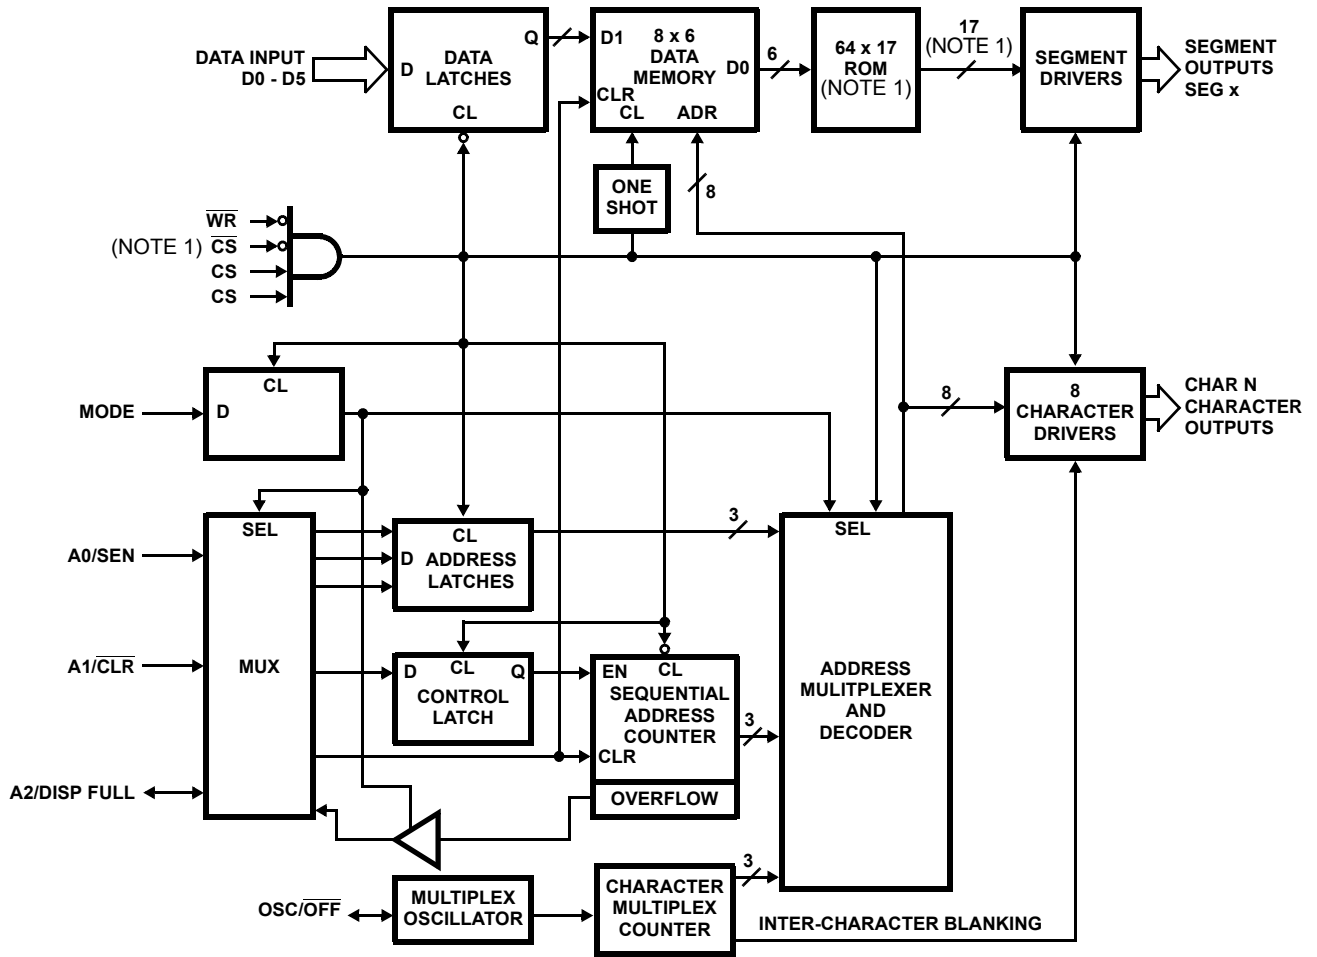 DATA INPUT
D0 - D5
D
DATA
LATCHES
CL
Q
D1
8 x 6
DATA
MEMORY
D0
CLR
CL
ADR
6
64 x 17
ROM
(NOTE 1)
17
(NOTE 1)
SEGMENT
DRIVERS
SEGMENT
OUTPUTS
SEG x
ONE
SHOT
8
WR
(NOTE 1) CS
CS
CS
MODE
CL
D
8
8
CHARACTER
DRIVERS
CHAR N
CHARACTER
OUTPUTS
A0/SEN
A1/CLR
A2/DISP FULL
SEL
MUX
CL
D
ADDRESS
LATCHES
3
SEL
ADDRESS
MULITPLEXER
AND
DECODER
D
CL
Q
CONTROL
LATCH
EN
CL
SEQUENTIAL
ADDRESS
COUNTER
CLR
OVERFLOW
3
OSC/OFF
MULTIPLEX
OSCILLATOR
CHARACTER
MULTIPLEX
COUNTER
3
INTER-CHARACTER BLANKING